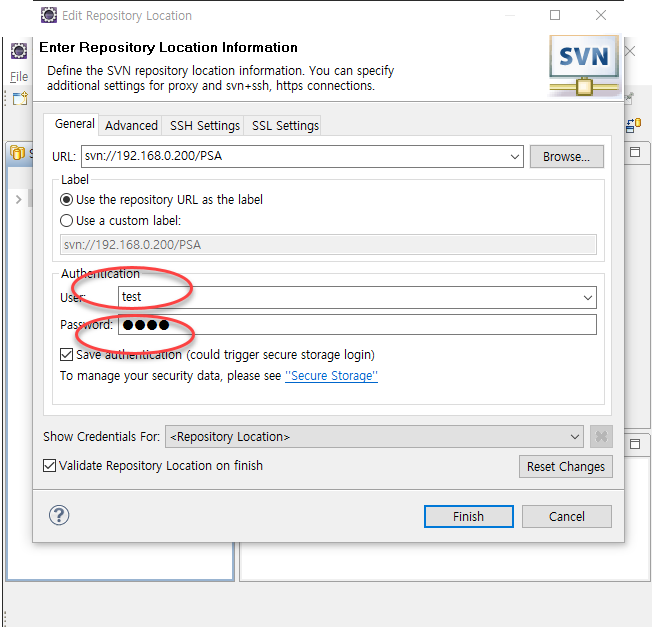 Edit Repository Location
Enter Repository Location Information
Define the SVN repository location information. You can specify
additional settings for proxy and svn+ssh, https connections.
SVN
File
General Advanced SSH Settings SSL Settings
URL: svn://192.168.0.200/PSA Browse...
Label
Use the repository URL as the label
Use a custom label:
svn://192.168.0.200/PSA
Authentication
User: test
Password: ●●●●
Save authentication (could trigger secure storage login)
To manage your security data, please see "Secure Storage"
Show Credentials For: <Repository Location>
Validate Repository Location on finish Reset Changes
? Finish Cancel